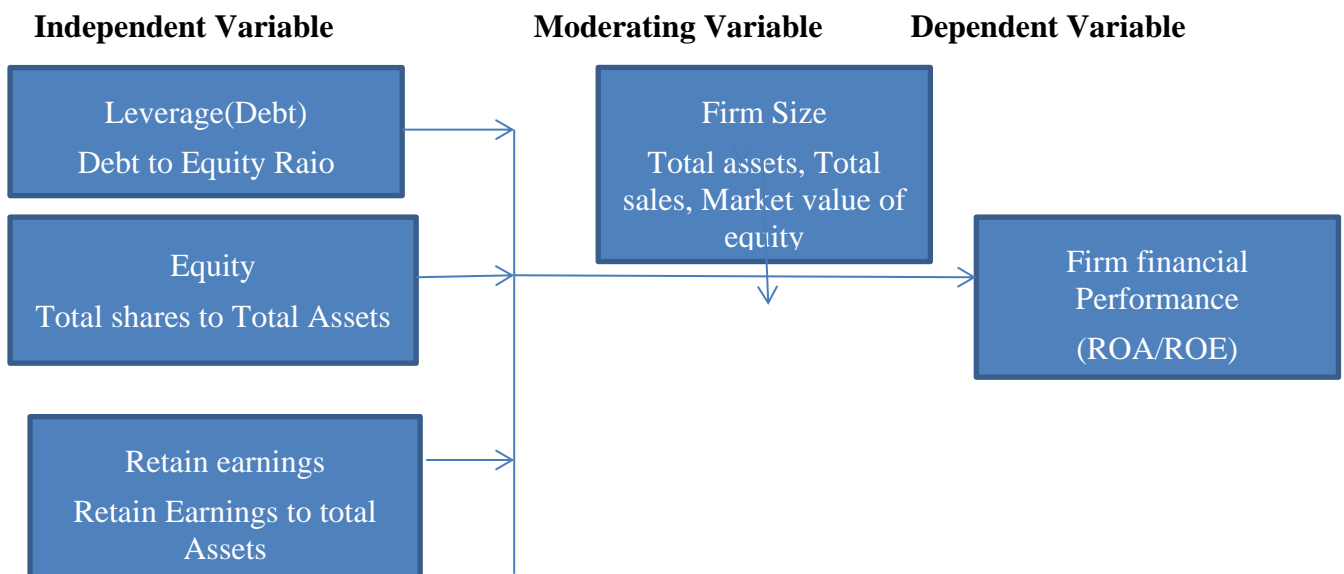 Independent Variable
Moderating Variable
Dependent Variable
Leverage(Debt)
Debt to Equity Raio
Firm Size
Total assets, Total
sales, Market value of
equity
Equity
Total shares to Total Assets
Firm financial
Performance
(ROA/ROE)
Retain earnings
Retain Earnings to total
Assets